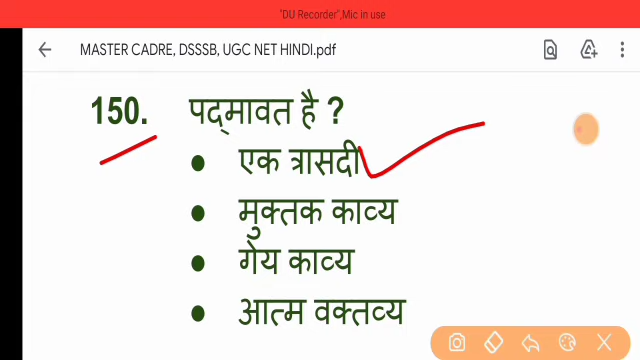 "DU Recorder",Mic in use
MASTER CADRE, DSSSB, UGC NET HINDI.pdf
150. पद्मावत है ?
● एक त्रासदी
● मुक्तक काव्य
● गेय काव्य
● आत्म वक्तव्य